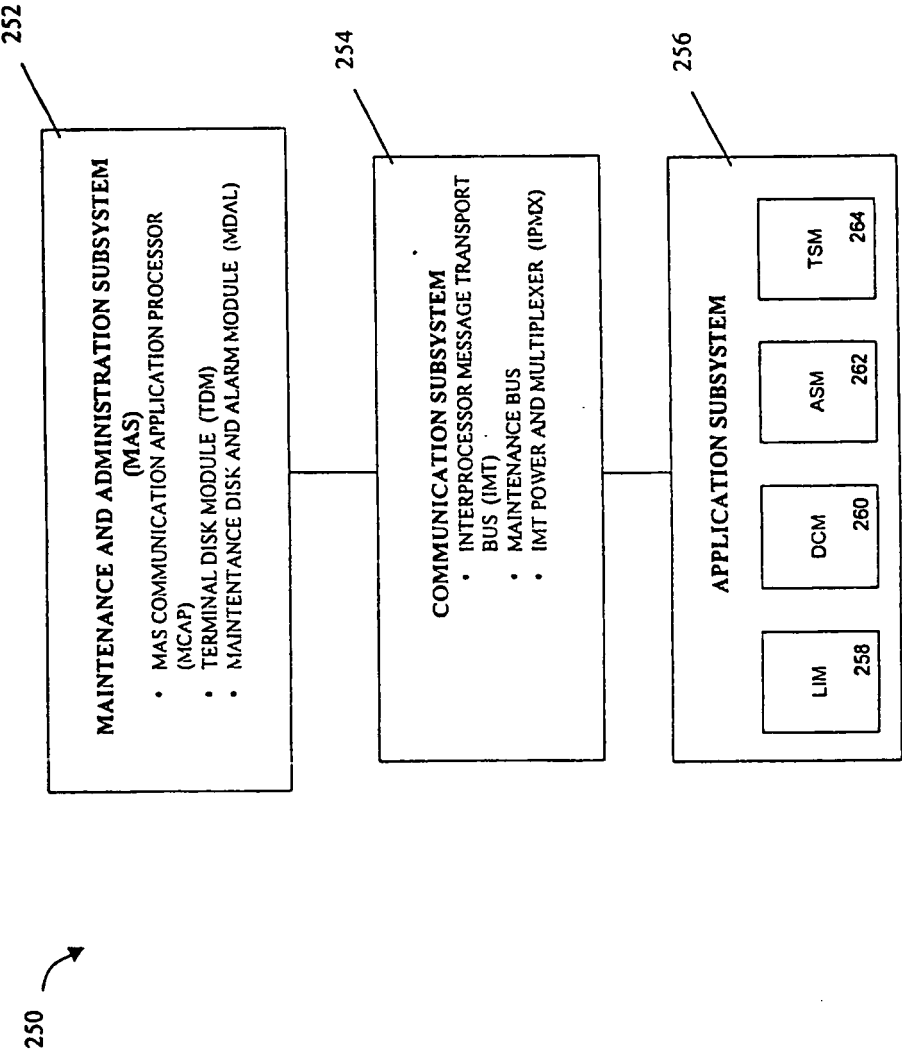 250
252
MAINTENANCE AND ADMINISTRATION SUBSYSTEM
(MAS)
• MAS COMMUNICATION APPLICATION PROCESSOR
(MCAP)
• TERMINAL DISK MODULE (TDM)
• MAINTENTANCE DISK AND ALARM MODULE (MDAL)
254
COMMUNICATION SUBSYSTEM
• INTERPROCESSOR MESSAGE TRANSPORT
BUS (IMT)
• MAINTENANCE BUS
• IMT POWER AND MULTIPLEXER (IPMX)
256
APPLICATION SUBSYSTEM
LIM
258
DCM
260
ASM
262
TSM
264